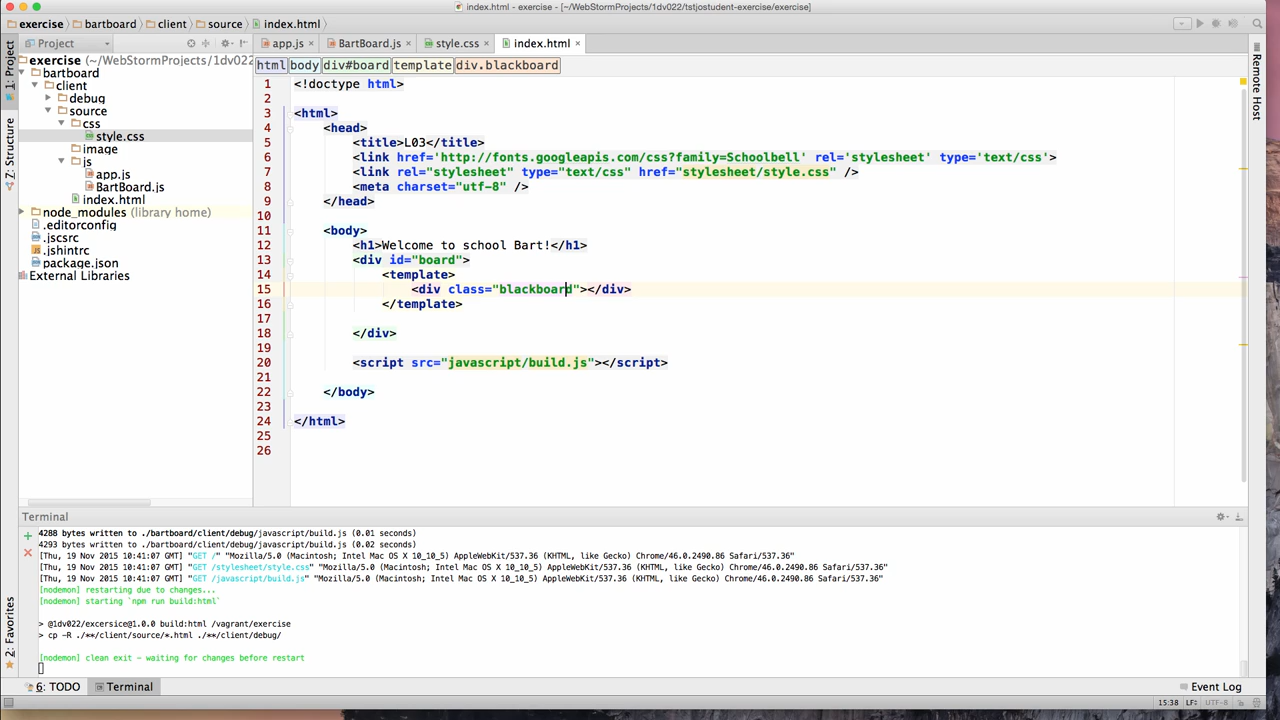 index.html - exercise - [~/WebStormProjects/1dv022/tstjostudent-exercise/exercise]
exercise bartboard client source index.html
Project
app.js BartBoard.js style.css index.html
html body div#board template div.blackboard
1: Project
Z: Structure
2: Favorites
Remote Host
exercise (~/WebStormProjects/1dv022
bartboard
client
debug
source
css
style.css
image
js
app.js
BartBoard.js
index.html
node_modules (library home)
.editorconfig
.jscsrc
.jshintrc
package.json
External Libraries
1 <!doctype html>
2
3 <html>
4 <head>
5 <title>L03</title>
6 <link href='http://fonts.googleapis.com/css?family=Schoolbell' rel='stylesheet' type='text/css'>
7 <link rel="stylesheet" type="text/css" href="stylesheet/style.css" />
8 <meta charset="utf-8" />
9 </head>
10
11 <body>
12 <h1>Welcome to school Bart!</h1>
13 <div id="board">
14 <template>
15 <div class="blackboard"></div>
16 </template>
17
18 </div>
19
20 <script src="javascript/build.js"></script>
21
22 </body>
23
24 </html>
25
26
Terminal
4288 bytes written to ./bartboard/client/debug/javascript/build.js (0.01 seconds)
4293 bytes written to ./bartboard/client/debug/javascript/build.js (0.02 seconds)
[Thu, 19 Nov 2015 10:41:07 GMT] "GET /" "Mozilla/5.0 (Macintosh; Intel Mac OS X 10_10_5) AppleWebKit/537.36 (KHTML, like Gecko) Chrome/46.0.2490.86 Safari/537.36"
[Thu, 19 Nov 2015 10:41:07 GMT] "GET /stylesheet/style.css" "Mozilla/5.0 (Macintosh; Intel Mac OS X 10_10_5) AppleWebKit/537.36 (KHTML, like Gecko) Chrome/46.0.2490.86 Safari/537.36"
[Thu, 19 Nov 2015 10:41:07 GMT] "GET /javascript/build.js" "Mozilla/5.0 (Macintosh; Intel Mac OS X 10_10_5) AppleWebKit/537.36 (KHTML, like Gecko) Chrome/46.0.2490.86 Safari/537.36"
[nodemon] restarting due to changes...
[nodemon] starting `npm run build:html`
> @1dv022/excersice@1.0.0 build:html /vagrant/exercise
> cp -R ./**/client/source/*.html ./**/client/debug/
[nodemon] clean exit - waiting for changes before restart
6: TODO Terminal Event Log
15:38 LF÷ UTF-8÷